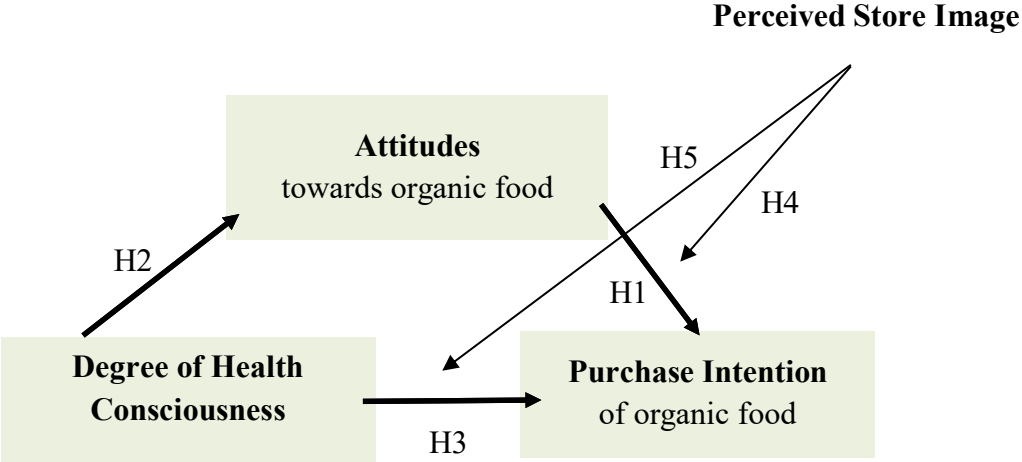 Perceived Store Image
Attitudes
towards organic food
H5
H4
H2
H1
Degree of Health
Consciousness
Purchase Intention
of organic food
H3